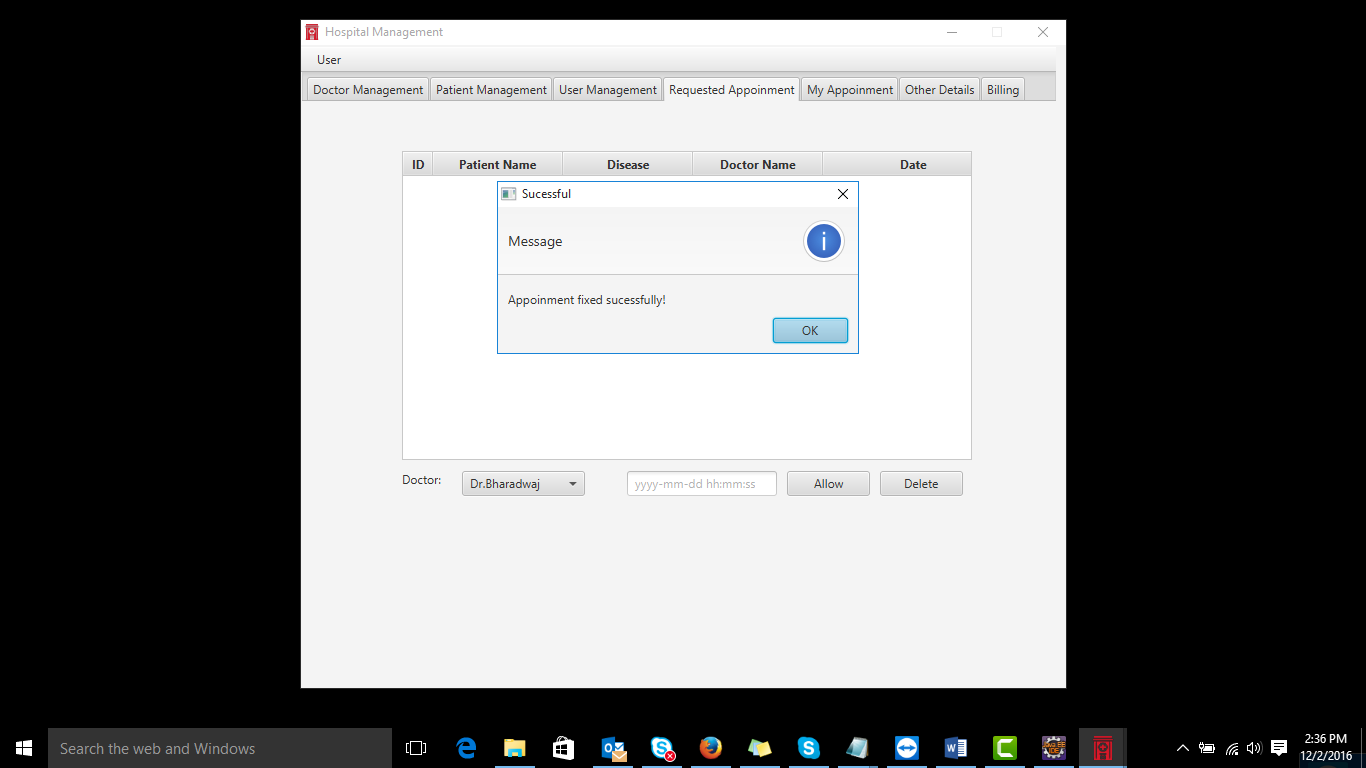 Hospital Management
User
Doctor Management Patient Management User Management Requested Appoinment My Appoinment Other Details Billing
ID Patient Name Disease Doctor Name Date
Sucessful
Message
i
Appoinment fixed sucessfully!
OK
Doctor: Dr.Bharadwaj yyyy-mm-dd hh:mm:ss Allow Delete
Search the web and Windows
2:36 PM
12/2/2016